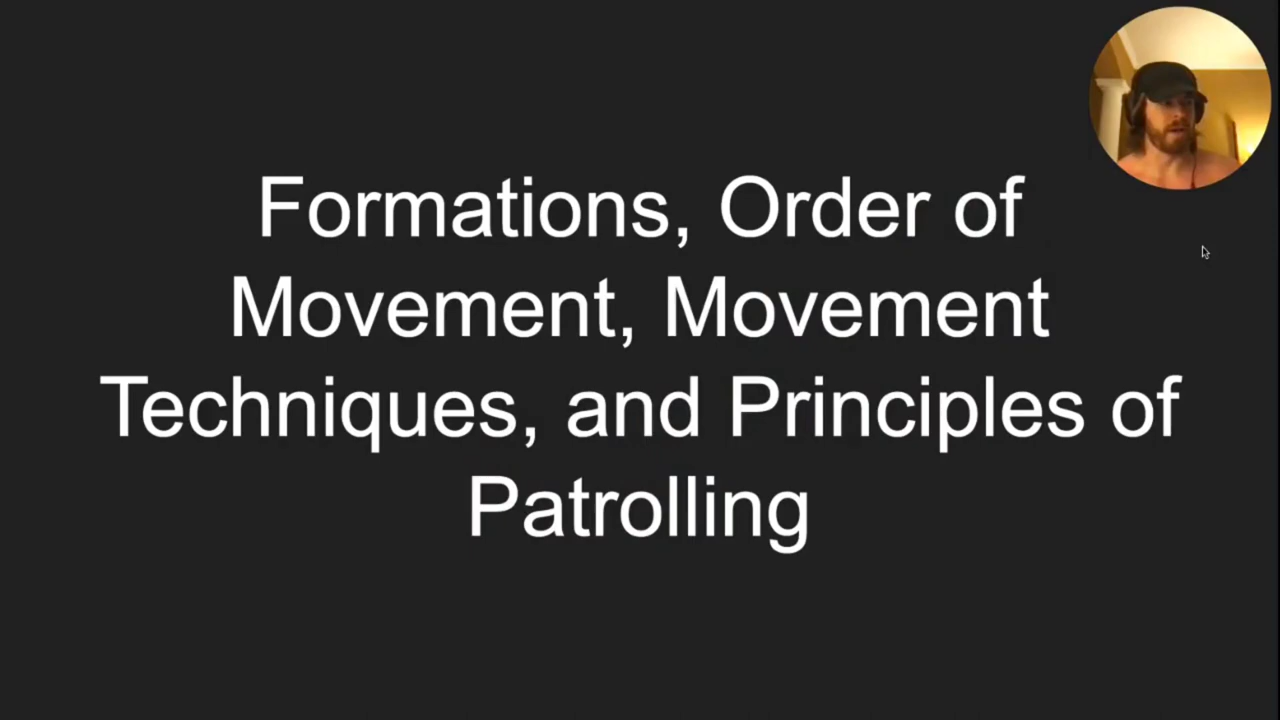 Formations, Order of
Movement, Movement
Techniques, and Principles of
Patrolling